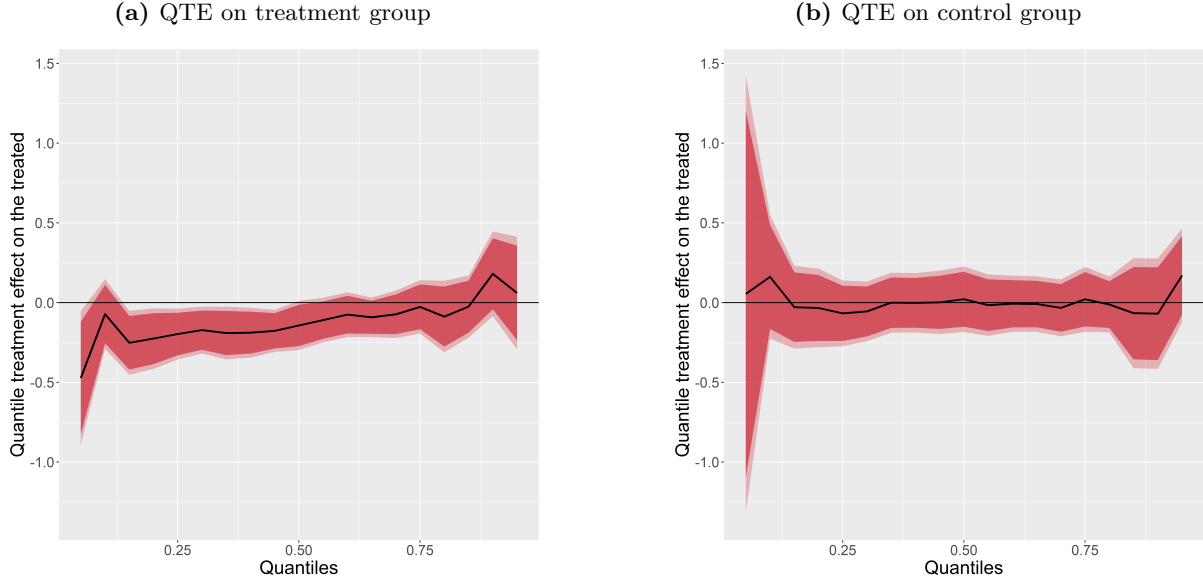 (a) QTE on treatment group
1.5
1.0
0.5
0.0
-0.5
-1.0
Quantile treatment effect on the treated
0.25 0.50 0.75
Quantiles
(b) QTE on control group
1.5
1.0
0.5
0.0
-0.5
-1.0
Quantile treatment effect on the treated
0.25 0.50 0.75
Quantiles